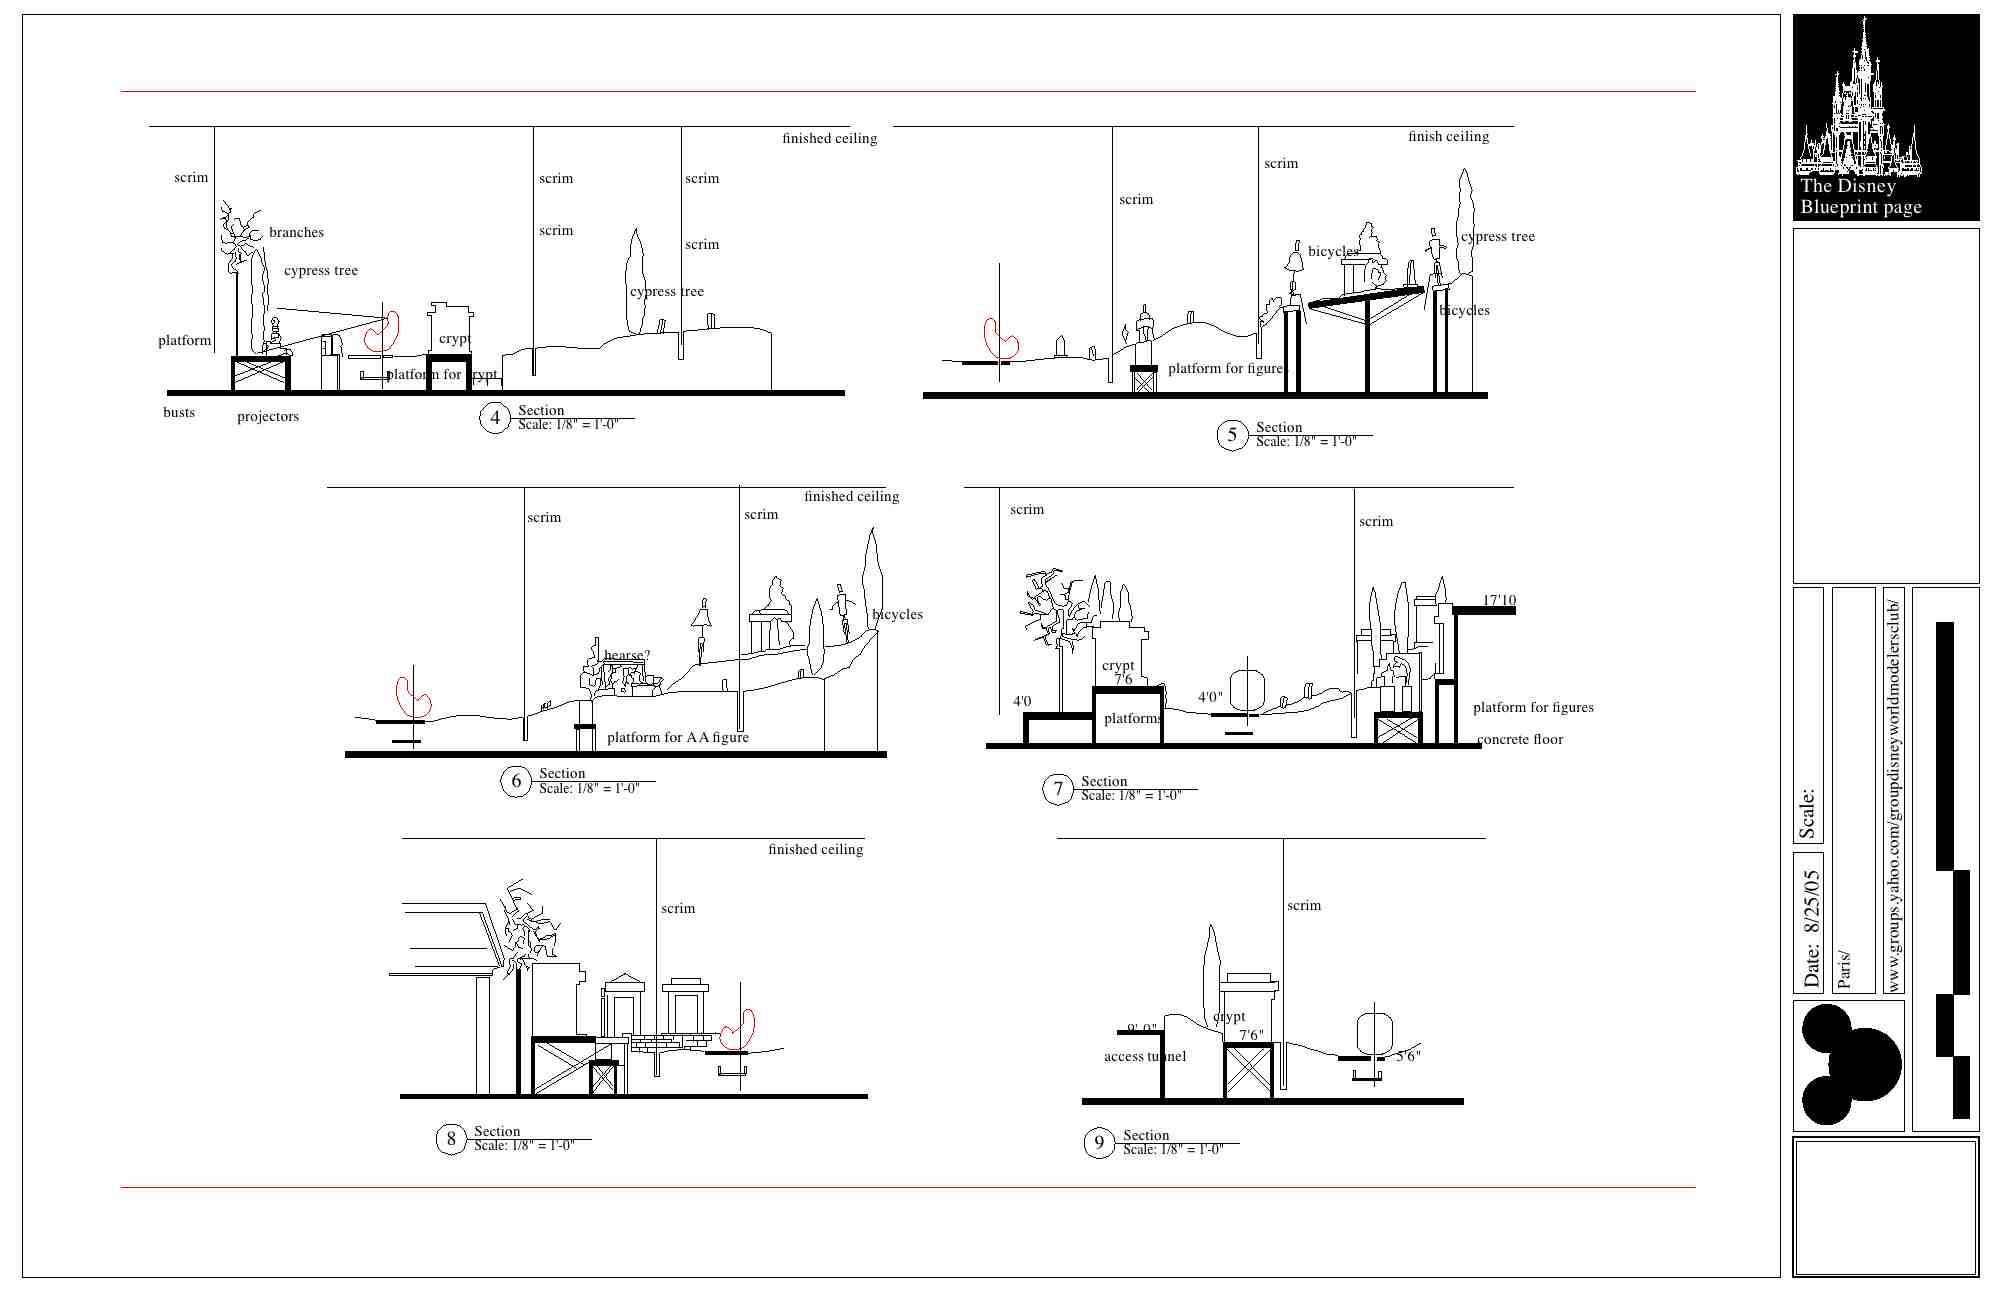 finished ceiling
scrim
scrim
scrim
branches
scrim
scrim
cypress tree
cypress tree
platform
crypt
platform for crypt
busts
projectors
4
Section
Scale: 1/8" = 1'-0"
finish ceiling
scrim
scrim
cypress tree
bicycles
bicycles
platform for figure
5
Section
Scale: 1/8" = 1'-0"
finished ceiling
scrim
scrim
bicycles
hearse?
platform for AA figure
6
Section
Scale: 1/8" = 1'-0"
scrim
scrim
17'10
crypt
7'6
4'0
4'0"
platforms
platform for figures
concrete floor
7
Section
Scale: 1/8" = 1'-0"
finished ceiling
scrim
8
Section
Scale: 1/8" = 1'-0"
scrim
crypt
9'-0"
7'6"
access tunnel
5'6"
9
Section
Scale: 1/8" = 1'-0"
The Disney
Blueprint page
Scale:
Date: 8/25/05
Paris/
www.groups.yahoo.com/groupdisneyworldmodelersclub/